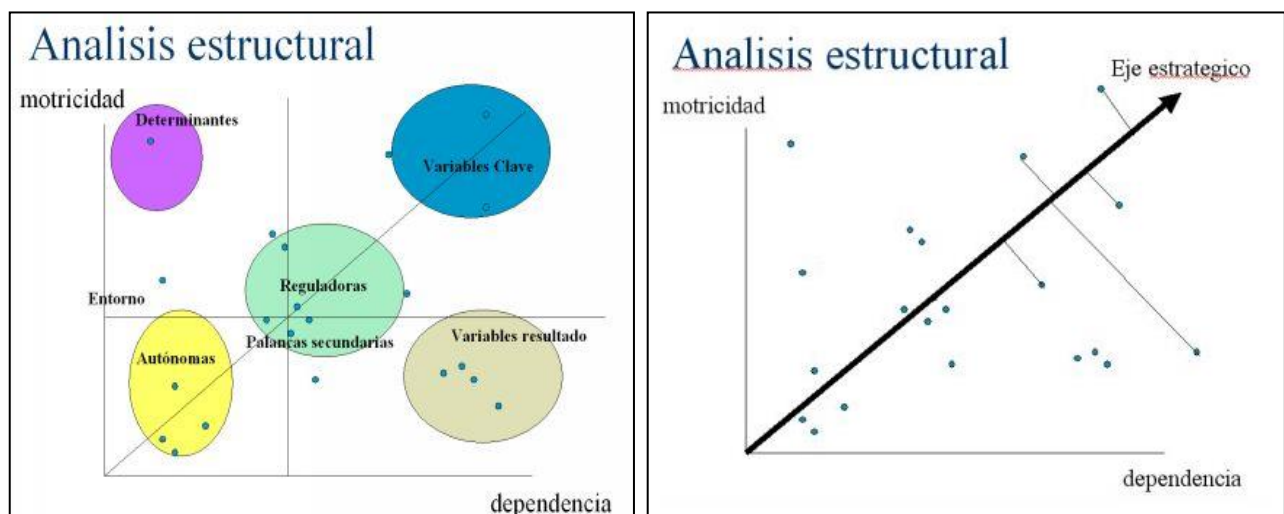 Analisis estructural
motricidad
Determinantes
Variables Clave
Reguladoras
Entorno
Palancas secundarias
Variables resultado
Autónomas
dependencia
Analisis estructural
Eje estrategico
motricidad
dependencia